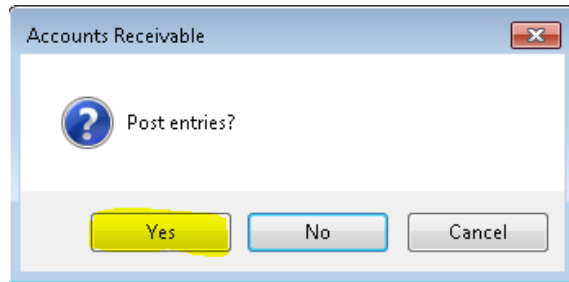 Accounts Receivable
Post entries?
Yes No Cancel